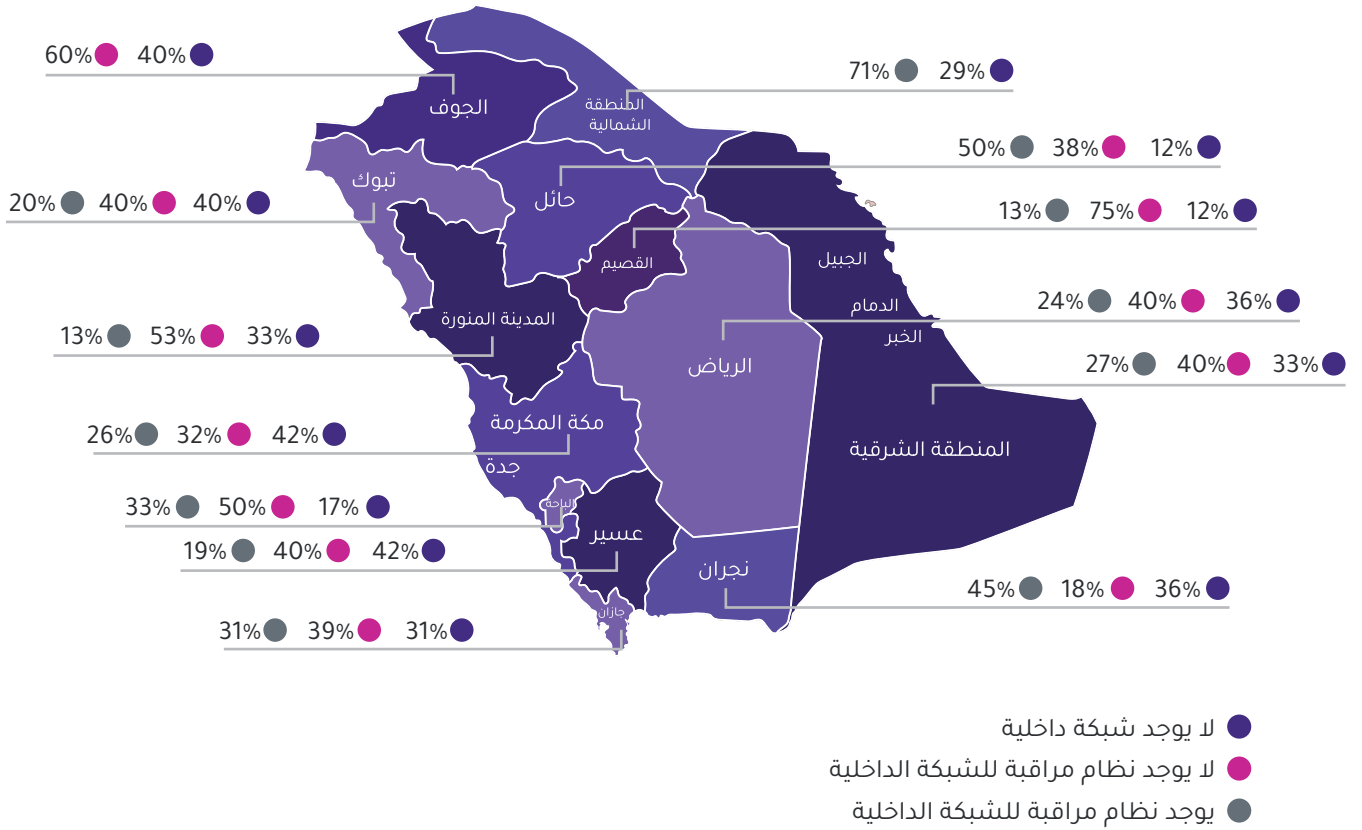 60% 40%
71% 29%
الجوف
المنطقة
الشمالية
50% 38% 12%
تبوك
حائل
20% 40% 40%
13% 75% 12%
القصيم
الجبيل
24% 40% 36%
الدمام
المدينة المنورة
13% 53% 33%
الخبر
الرياض
27% 40% 33%
مكة المكرمة
26% 32% 42%
المنطقة الشرقية
جدة
33% 50% 17%
الباحة
عسير
19% 40% 42%
نجران
45% 18% 36%
جازان
31% 39% 31%
لا يوجد شبكة داخلية
لا يوجد نظام مراقبة للشبكة الداخلية
يوجد نظام مراقبة للشبكة الداخلية